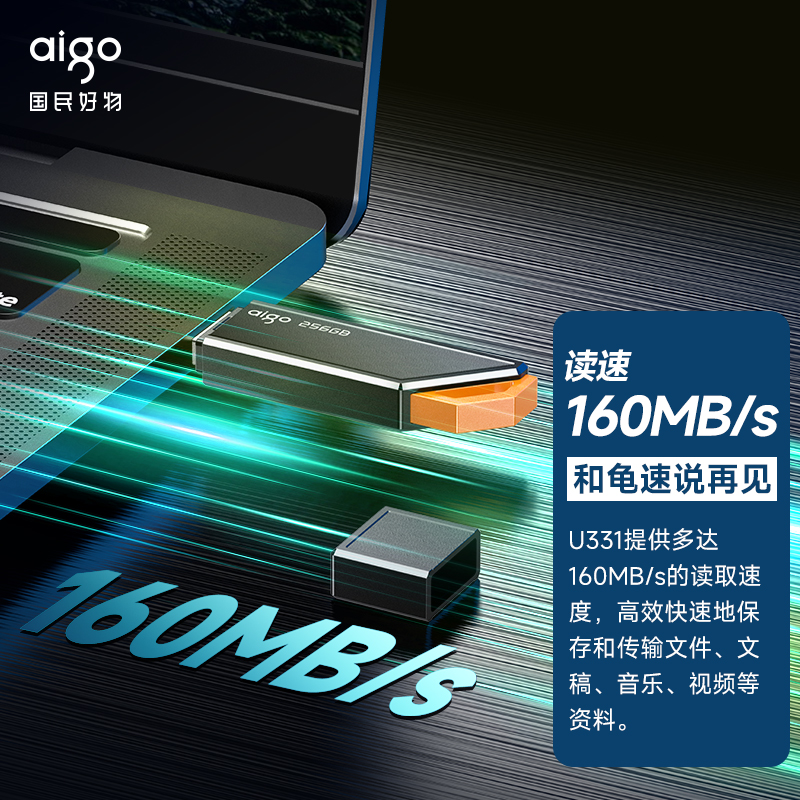 aigo
国民好物
te
aigo 256GB
读速
160MB/s
和龟速说再见
U331提供多达
160MB/s的读取速
度，高效快速地保
存和传输文件、文
稿、音乐、视频等
资料。
160MB/s